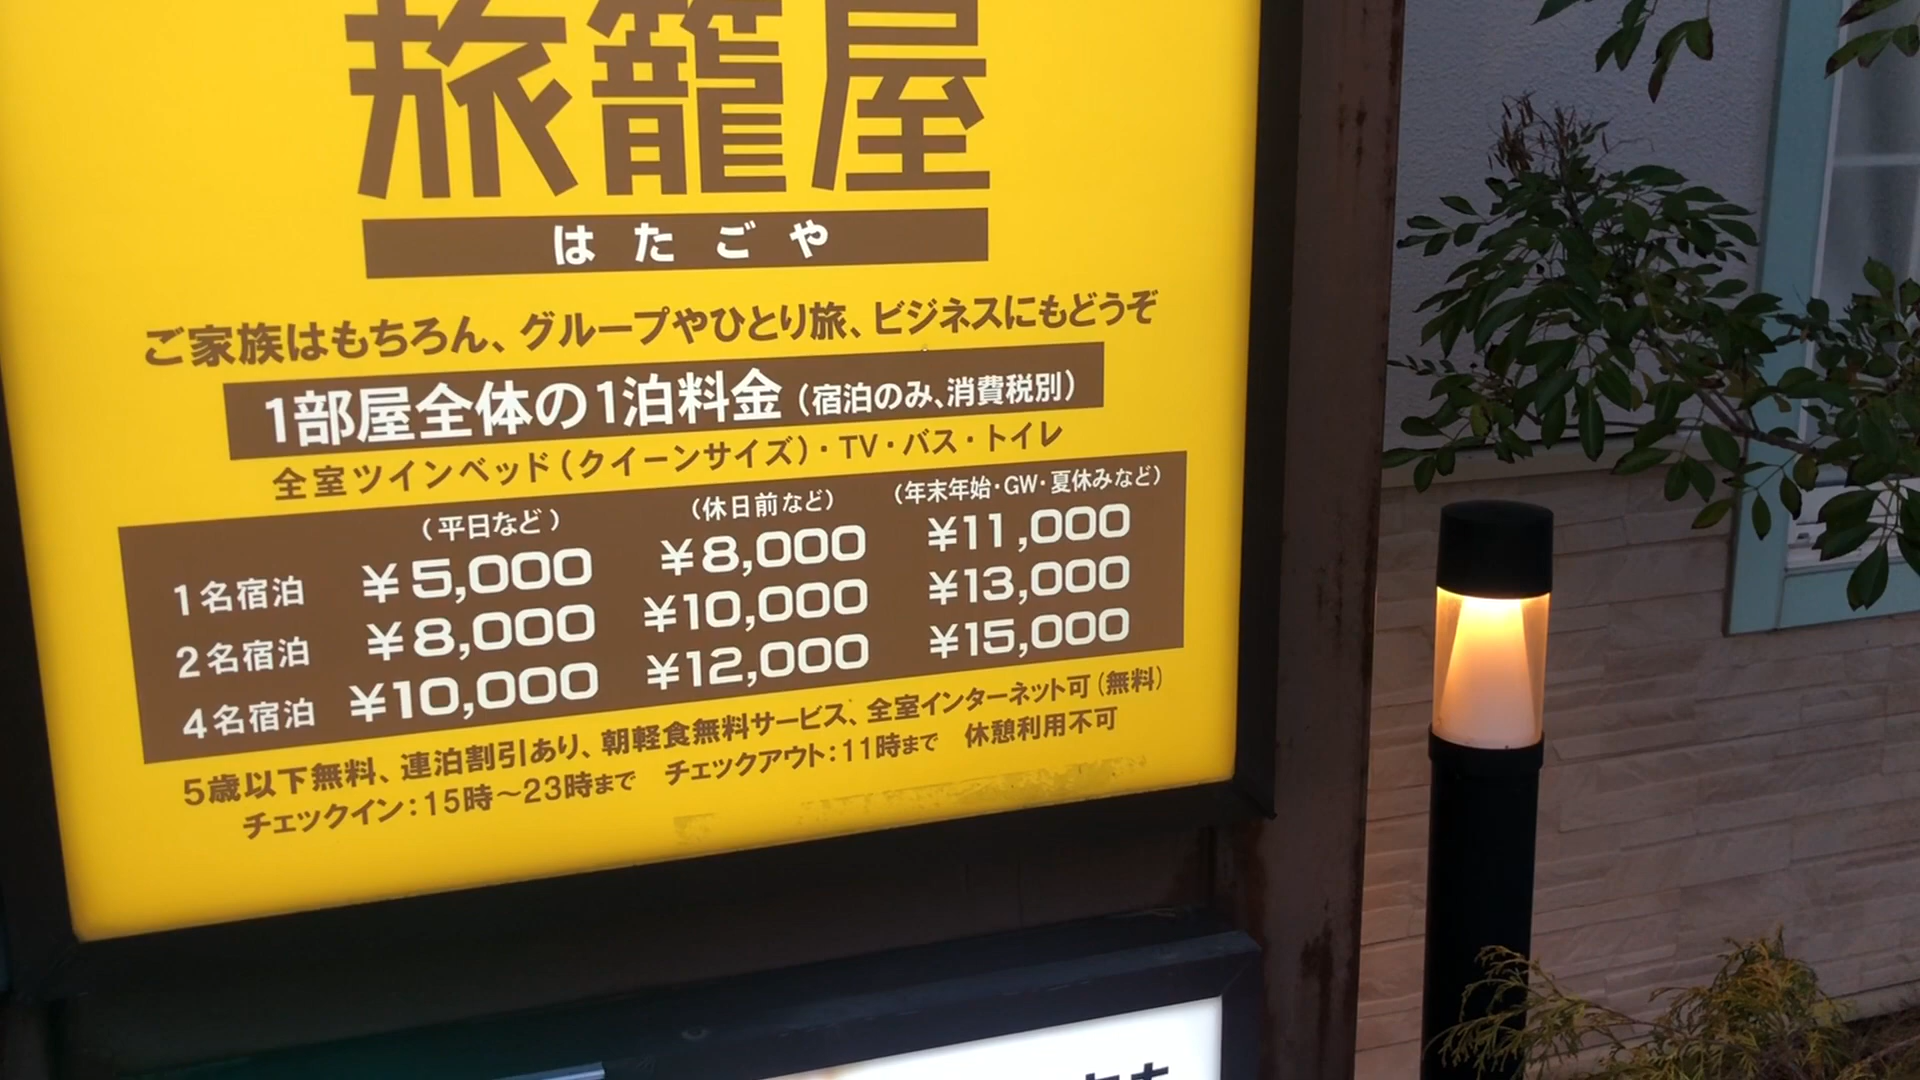 旅籠屋
はたごや
ご家族はもちろん、グループやひとり旅、ビジネスにもどうぞ
1部屋全体の1泊料金（宿泊のみ、消費税別）
全室ツインベッド（クイーンサイズ）・TV・バス・トイレ
（平日など） （休日前など） （年末年始・GW・夏休みなど）
1名宿泊 ¥5,000 ¥8,000 ¥11,000
2名宿泊 ¥8,000 ¥10,000 ¥13,000
4名宿泊 ¥10,000 ¥12,000 ¥15,000
5歳以下無料、連泊割引あり、朝軽食無料サービス、全室インターネット可（無料）
チェックイン：15時～23時まで チェックアウト：11時まで 休憩利用不可